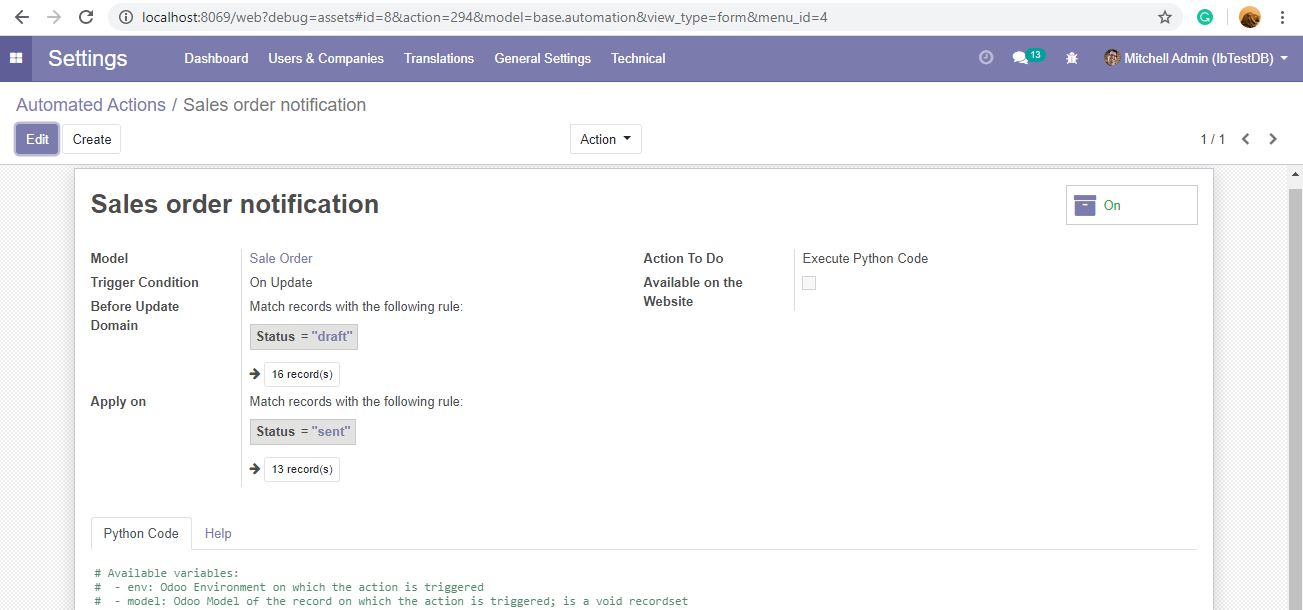 localhost:8069/web?debug=assets#id=8&action=294&model=base.automation&view_type=form&menu_id=4
Settings Dashboard Users & Companies Translations General Settings Technical 13 Mitchell Admin (IbTestDB)
Automated Actions / Sales order notification
Edit Create Action 1 / 1
Sales order notification
On
Model Sale Order
Trigger Condition On Update
Before Update Domain Match records with the following rule:
Status = "draft"
16 record(s)
Apply on Match records with the following rule:
Status = "sent"
13 record(s)
Action To Do Execute Python Code
Available on the
Website
Python Code Help
# Available variables:
#  - env: Odoo Environment on which the action is triggered
#  - model: Odoo Model of the record on which the action is triggered; is a void recordset